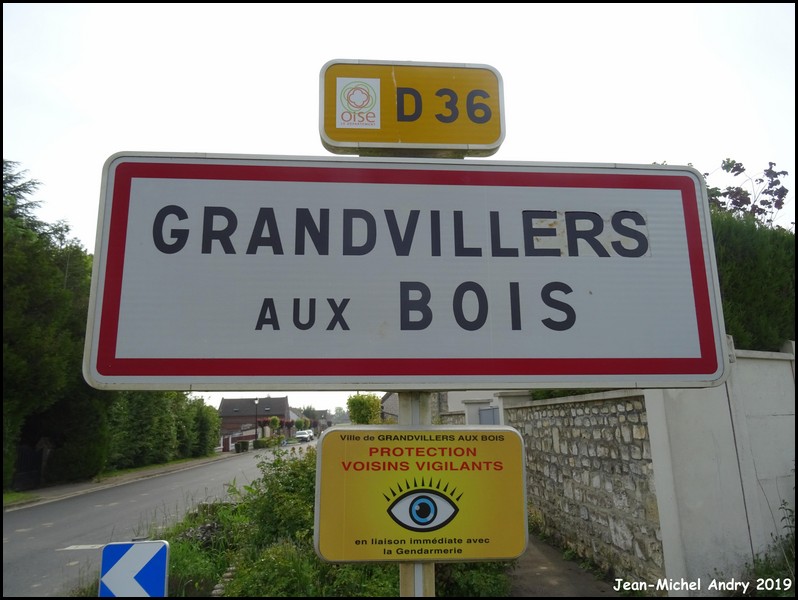 oise
D 36
GRANDVILLERS
AUX BOIS
Ville de GRANDVILLERS AUX BOIS
PROTECTION
VOISINS VIGILANTS
en liaison immédiate avec
la Gendarmerie
Jean-Michel Andry 2019